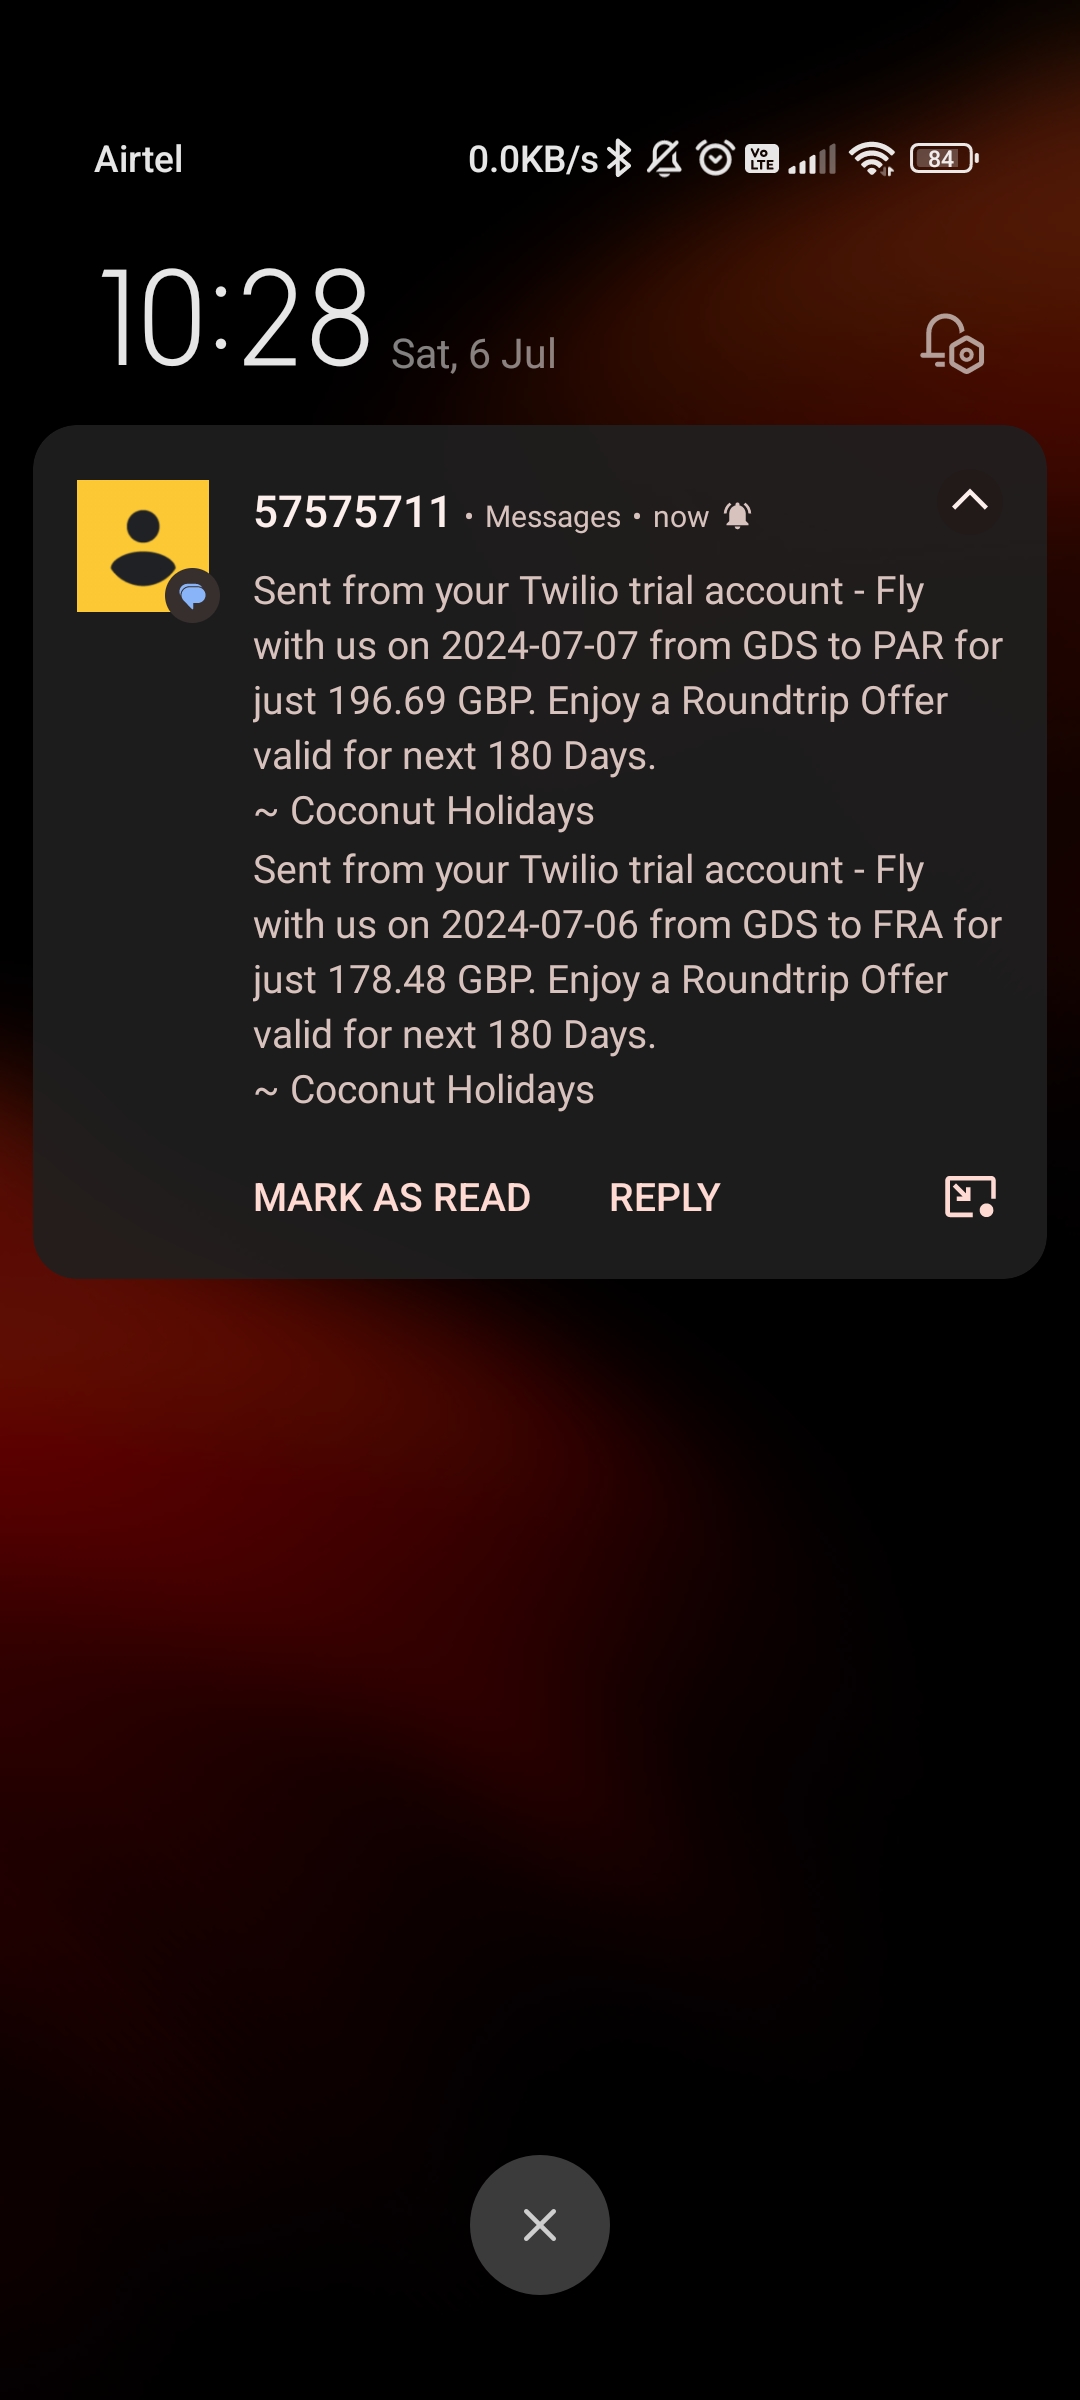 Airtel 0.0KB/s Vo LTE 84
10:28 Sat, 6 Jul
57575711 • Messages • now
Sent from your Twilio trial account - Fly
with us on 2024-07-07 from GDS to PAR for
just 196.69 GBP. Enjoy a Roundtrip Offer
valid for next 180 Days.
~ Coconut Holidays
Sent from your Twilio trial account - Fly
with us on 2024-07-06 from GDS to FRA for
just 178.48 GBP. Enjoy a Roundtrip Offer
valid for next 180 Days.
~ Coconut Holidays
MARK AS READ REPLY